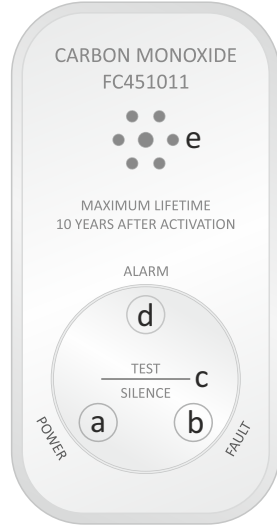 CARBON MONOXIDE
FC451011
e
MAXIMUM LIFETIME
10 YEARS AFTER ACTIVATION
ALARM
d
TEST
c
SILENCE
a
b
POWER
FAULT